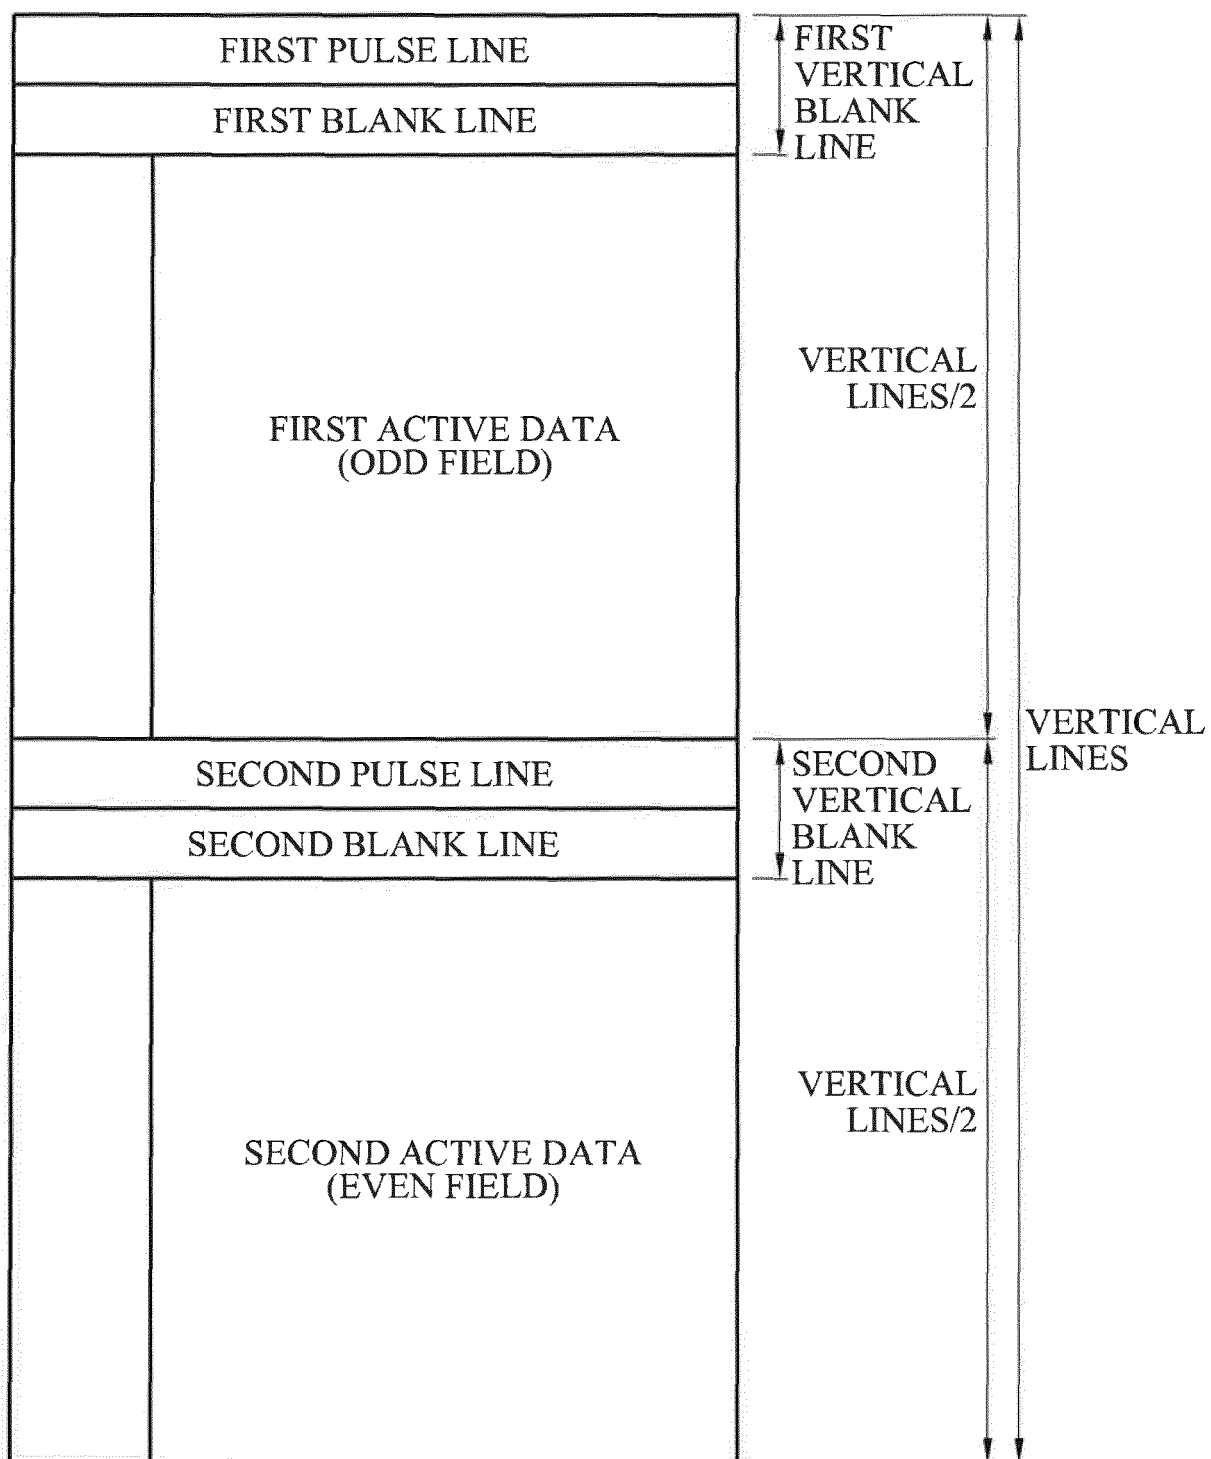 FIRST PULSE LINE
FIRST BLANK LINE
FIRST
VERTICAL
BLANK
LINE
VERTICAL
LINES/2
FIRST ACTIVE DATA
(ODD FIELD)
VERTICAL
LINES
SECOND PULSE LINE
SECOND BLANK LINE
SECOND
VERTICAL
BLANK
LINE
VERTICAL
LINES/2
SECOND ACTIVE DATA
(EVEN FIELD)